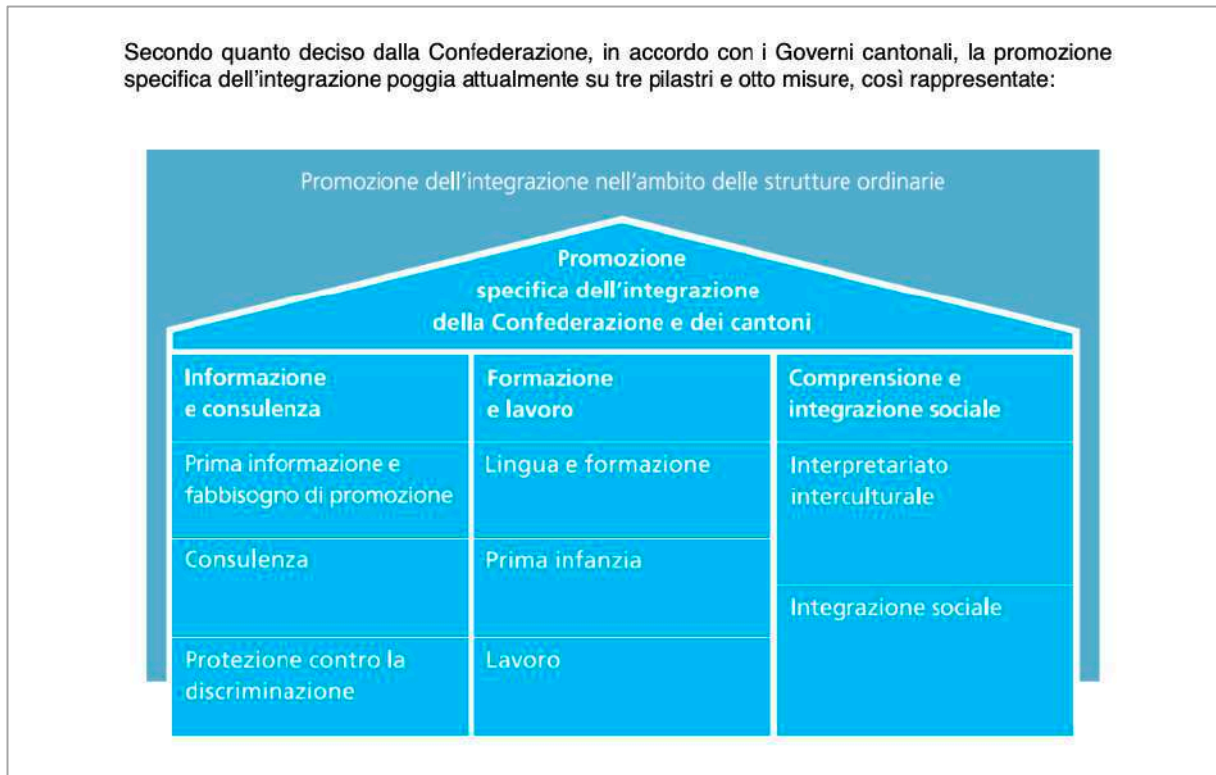 Secondo quanto deciso dalla Confederazione, in accordo con i Governi cantonali, la promozione
specifica dell'integrazione poggia attualmente su tre pilastri e otto misure, così rappresentate:
Promozione dell'integrazione nell'ambito delle strutture ordinarie
Promozione
specifica dell'integrazione
della Confederazione e dei cantoni
Informazione
e consulenza
Prima informazione e
fabbisogno di promozione
Consulenza
Protezione contro la
discriminazione
Formazione
e lavoro
Lingua e formazione
Prima infanzia
Lavoro
Comprensione e
integrazione sociale
Interpretariato
interculturale
Integrazione sociale